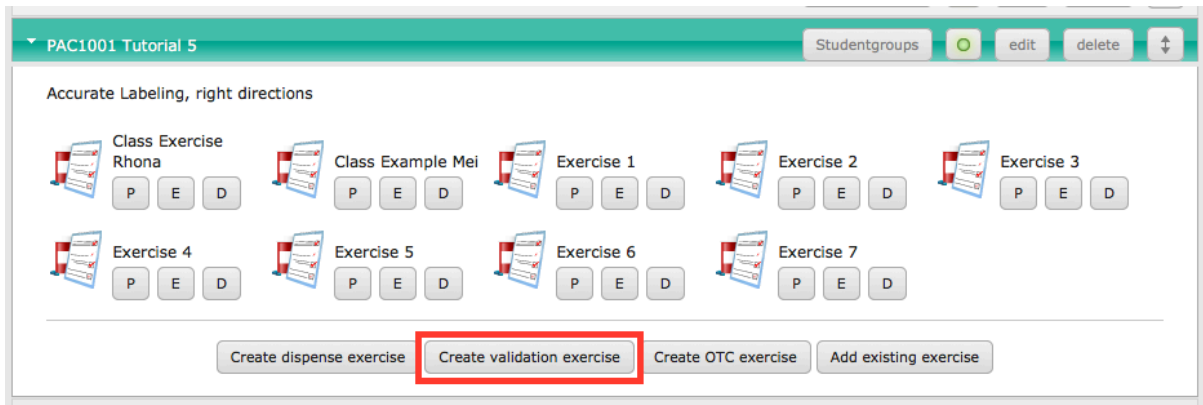 PAC1001 Tutorial 5 Studentgroups edit delete
Accurate Labeling, right directions
Class Exercise
Rhona Class Example Mei Exercise 1 Exercise 2 Exercise 3
P E D P E D P E D P E D P E D
Exercise 4 Exercise 5 Exercise 6 Exercise 7
P E D P E D P E D P E D
Create dispense exercise Create validation exercise Create OTC exercise Add existing exercise